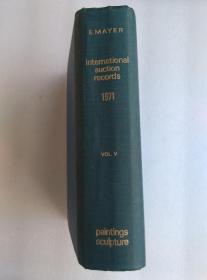 E. MAYER
international
auction
records
1971
VOL. V
paintings
sculpture